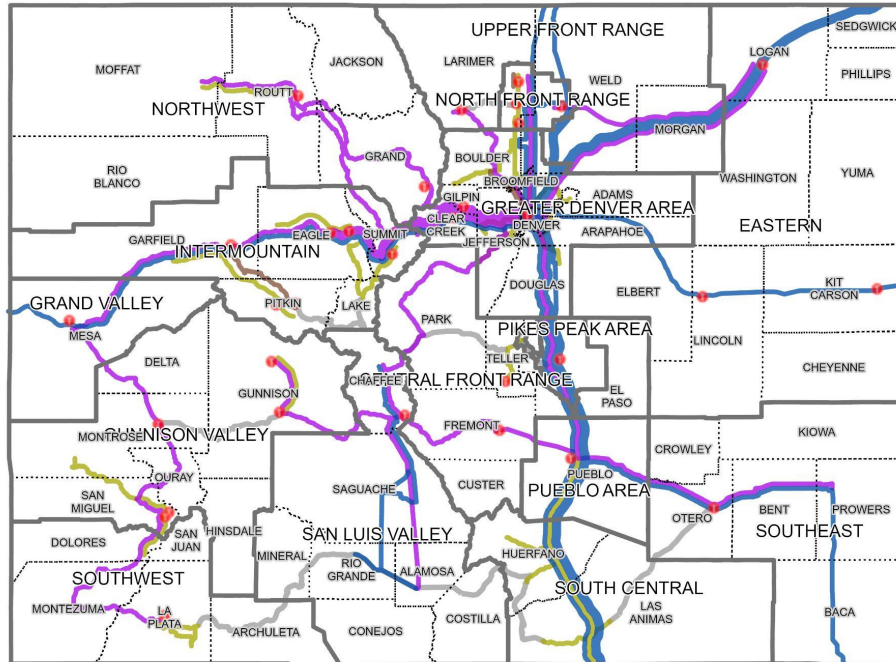 UPPER FRONT RANGE
SEDGWICK
LOGAN
JACKSON
LARIMER
MOFFAT
WELD
PHILLIPS
ROUTT
NORTHWEST
NORTH FRONT RANGE
MORGAN
GRAND
BOULDER
RIO
BLANCO
WASHINGTON
YUMA
BROOMFIELD
ADAMS
GILPIN
GREATER DENVER AREA
CLEAR
CREEK
DENVER
EASTERN
EAGLE
SUMMIT
ARAPAHOE
GARFIELD
JEFFERSON
INTERMOUNTAIN
DOUGLAS
ELBERT
KIT
CARSON
GRAND VALLEY
PITKIN
LAKE
PARK
PIKES PEAK AREA
MESA
LINCOLN
DELTA
TELLER
CHEYENNE
CHAFFEE
CENTRAL FRONT RANGE
GUNNISON
EL
PASO
FREMONT
KIOWA
MONTROSE
GUNNISON VALLEY
CROWLEY
OURAY
PUEBLO
SAGUACHE
CUSTER
PUEBLO AREA
SAN
MIGUEL
OTERO
BENT
PROWERS
SAN
JUAN
HINSDALE
SAN LUIS VALLEY
SOUTHEAST
DOLORES
MINERAL
HUERFANO
RIO
GRANDE
ALAMOSA
SOUTHWEST
SOUTH CENTRAL
MONTEZUMA
LA
PLATA
COSTILLA
LAS
ANIMAS
BACA
ARCHULETA
CONEJOS